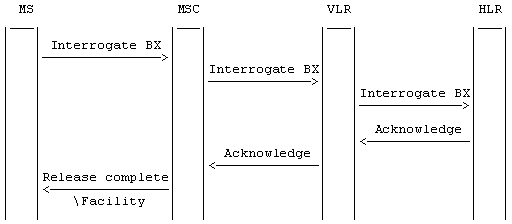 MS MSC VLR HLR
Interrogate BX
Interrogate BX
Interrogate BX
Acknowledge
Acknowledge
Release complete
\Facility